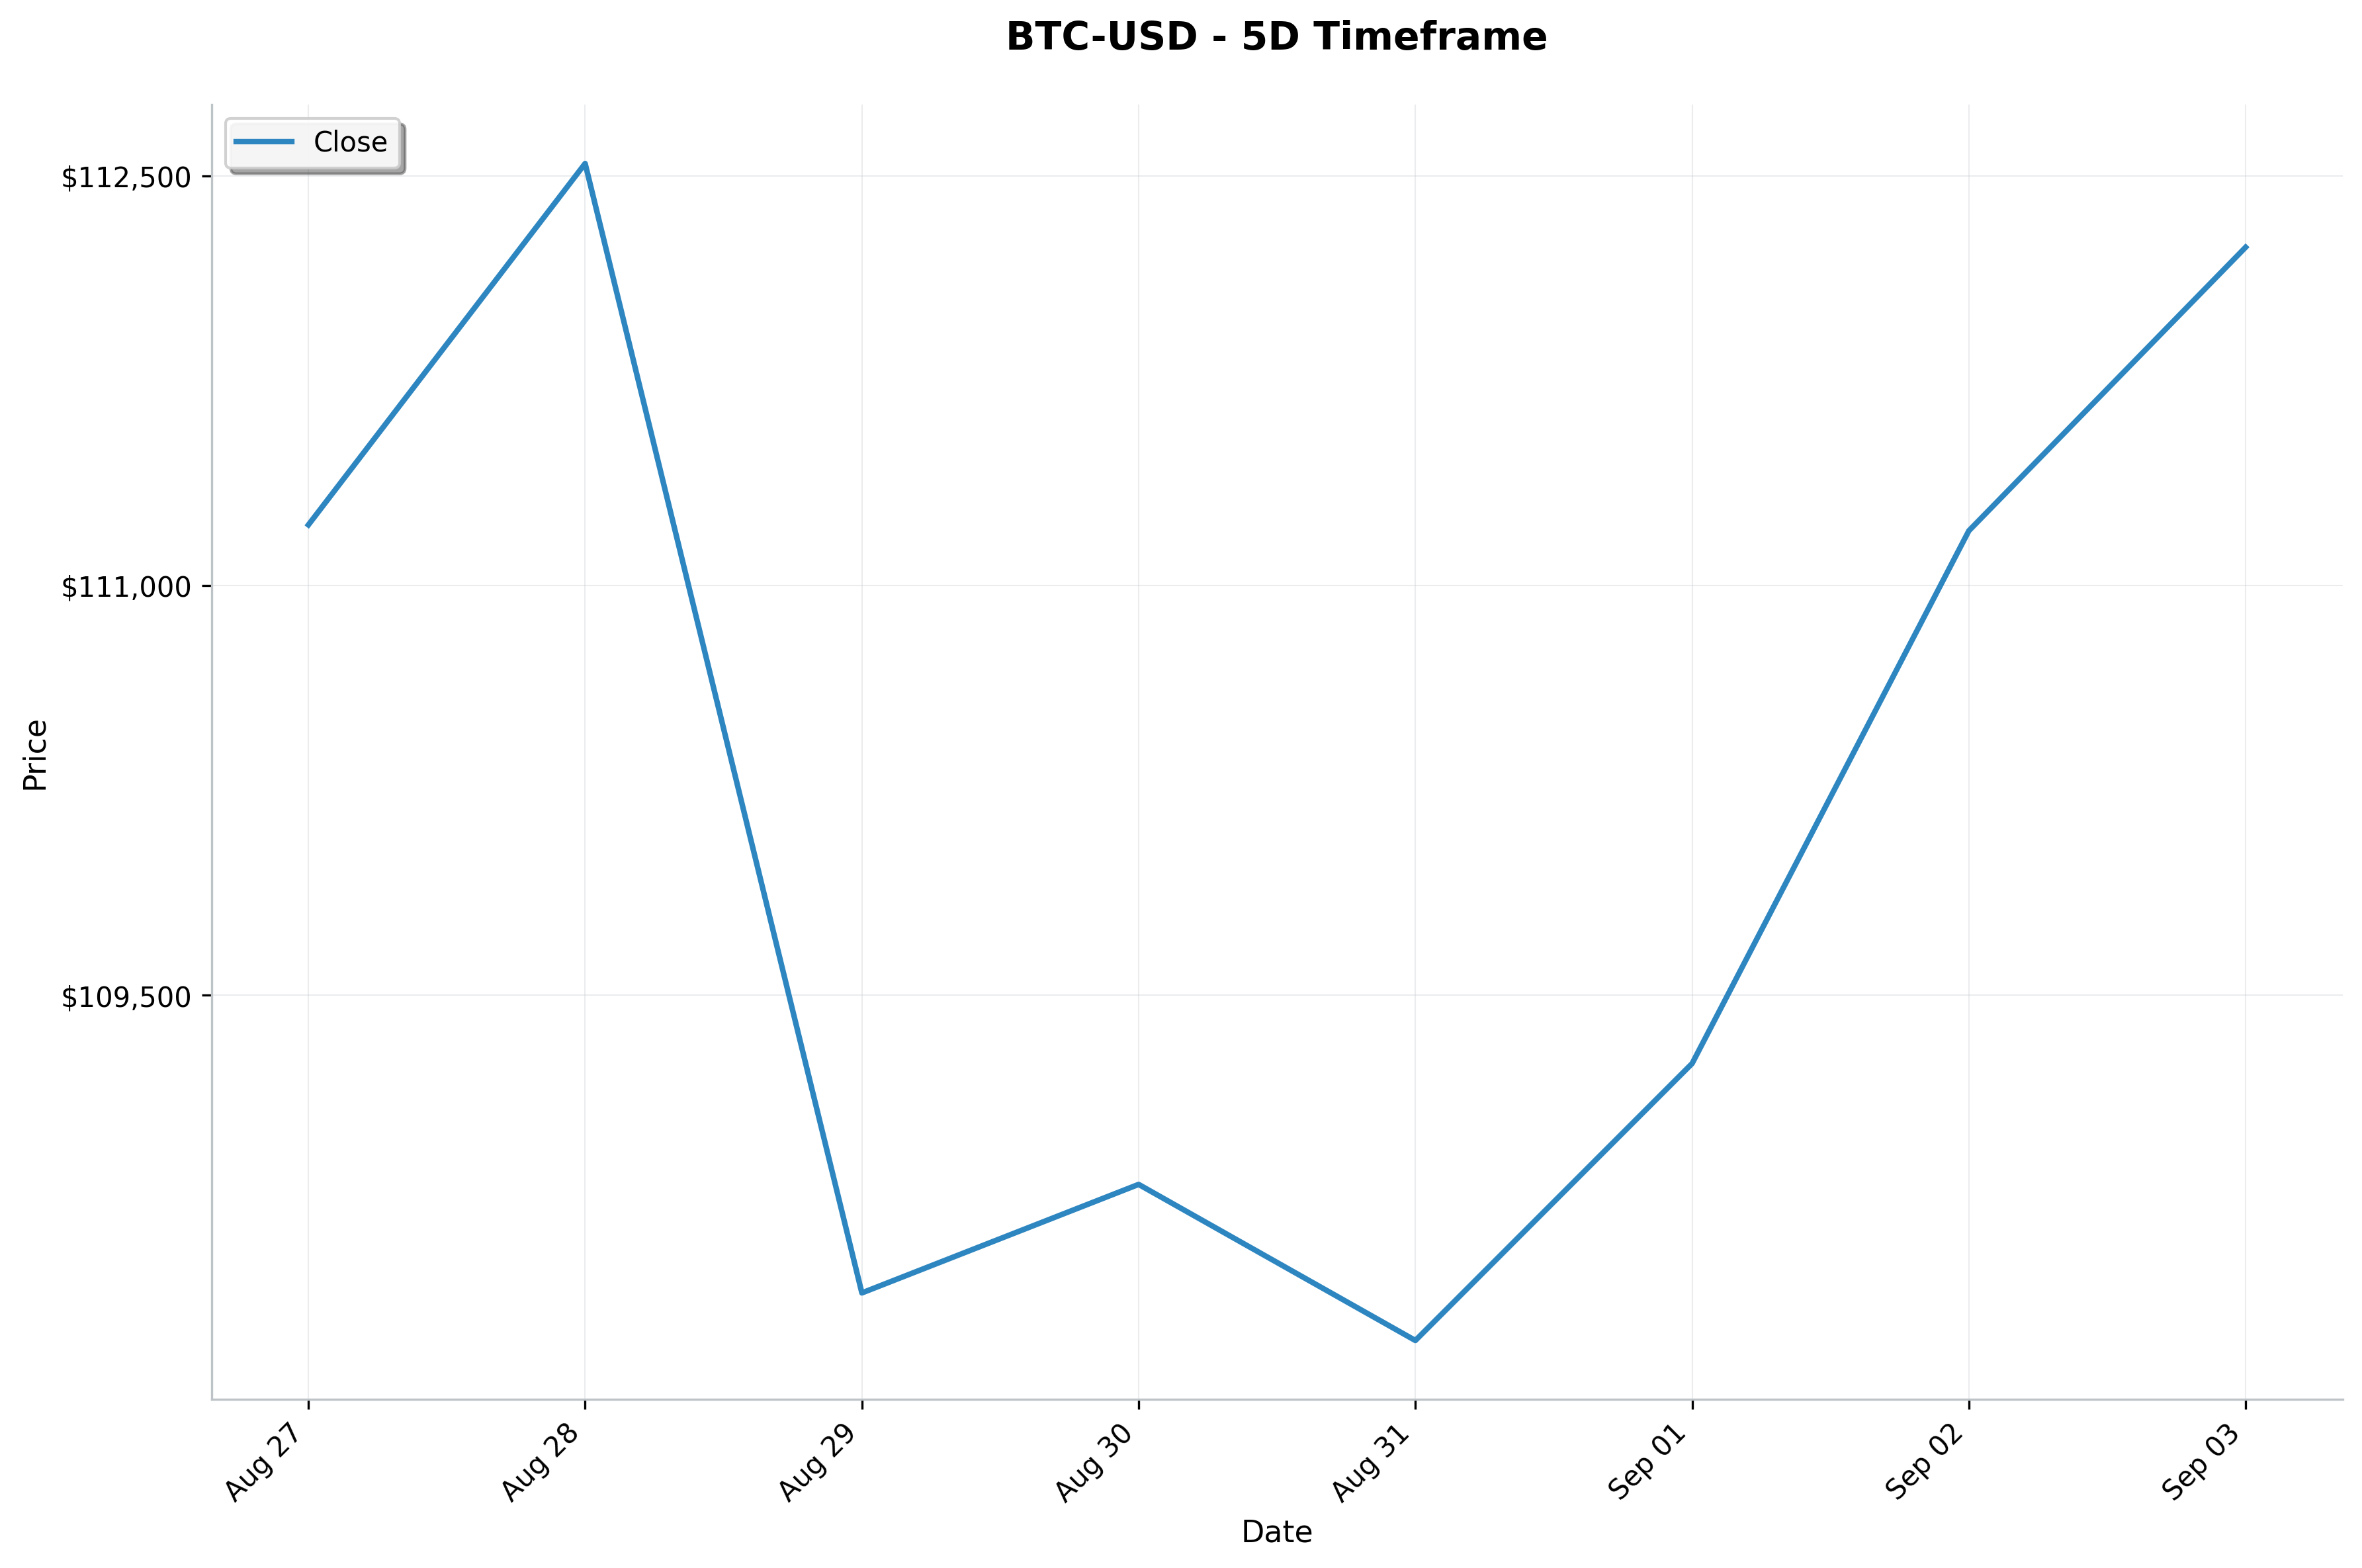 BTC-USD - 5D Timeframe
Close
$112,500
$111,000
$109,500
Price
Aug 27
Aug 28
Aug 29
Aug 30
Aug 31
Sep 01
Sep 02
Sep 03
Date